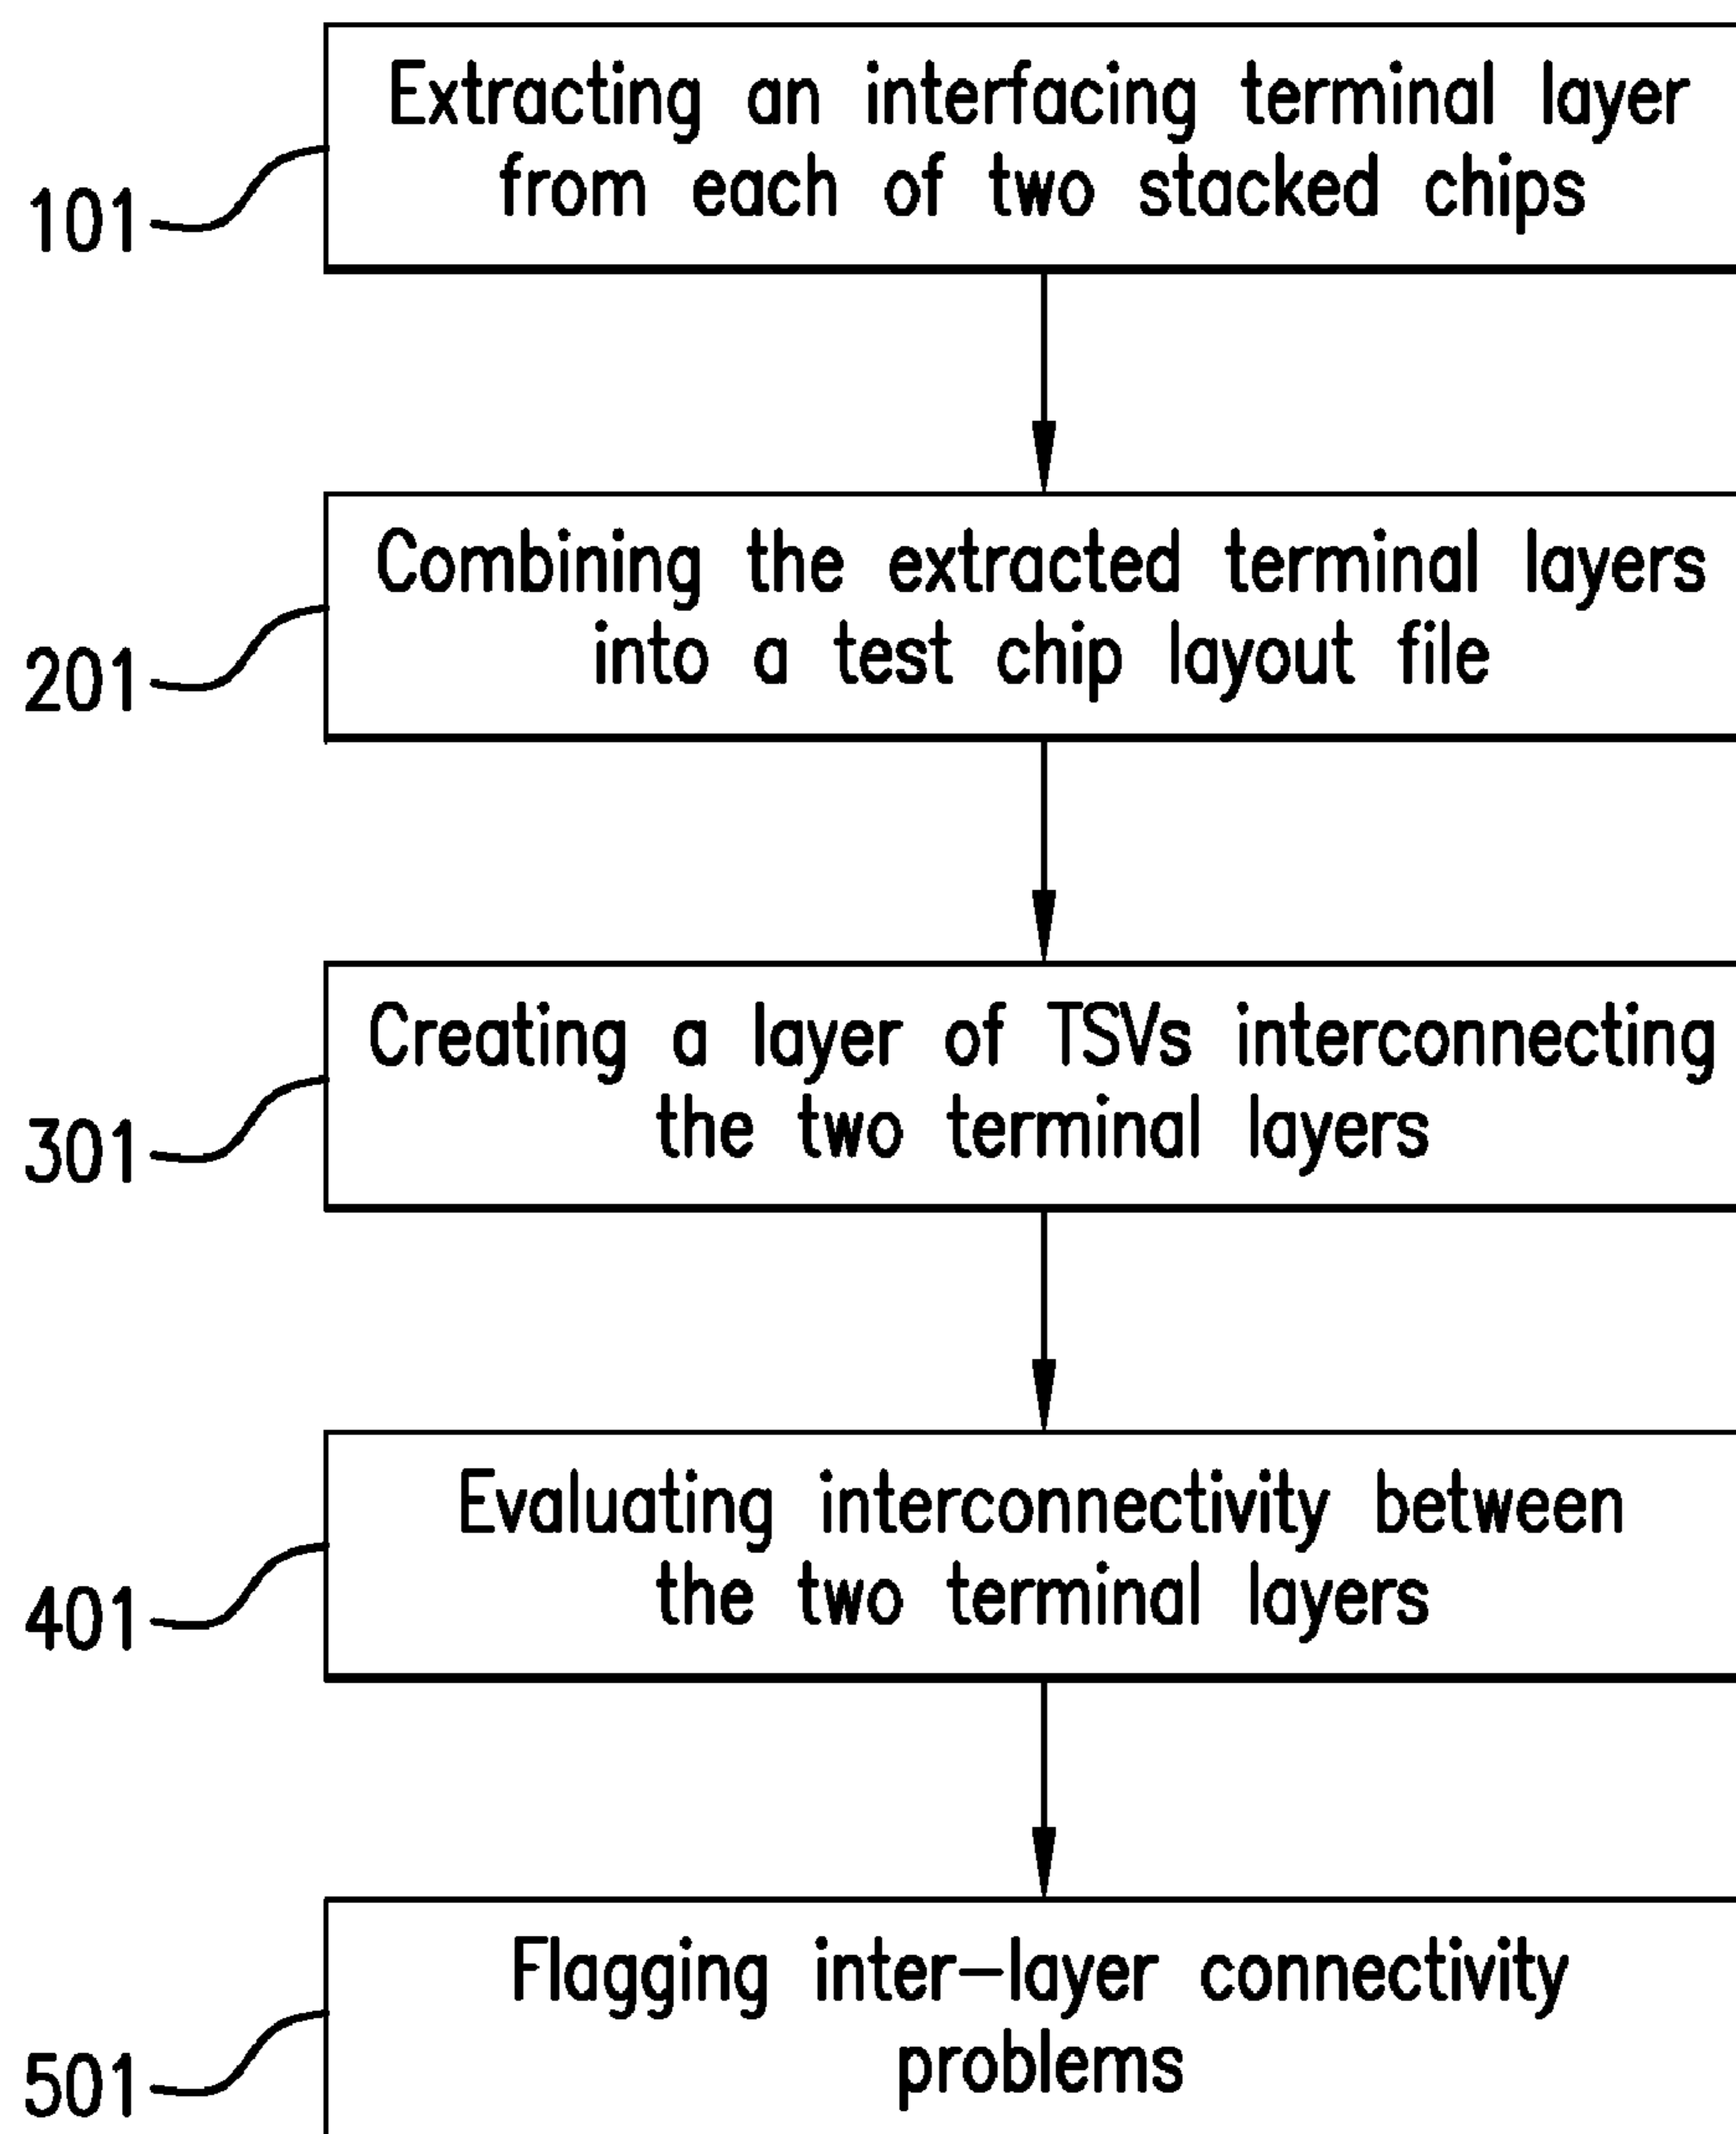 Extracting an interfacing terminal layer
from each of two stacked chips
101
Combining the extracted terminal layers
into a test chip layout file
201
Creating a layer of TSVs interconnecting
the two terminal layers
301
Evaluating interconnectivity between
the two terminal layers
401
Flagging inter-layer connectivity
problems
501